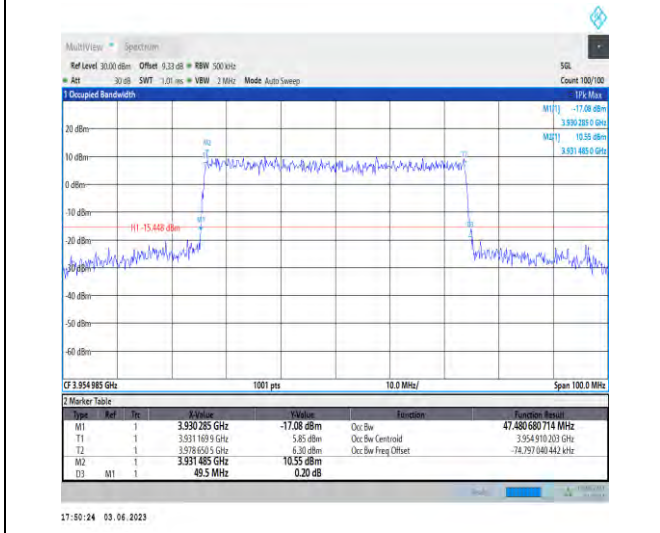 MultiView Spectrum
Ref Level 30.00 dBm Offset 9.33 dB RBW 500 kHz SGL
Att 30 dB SWT 1.01 ms VBW 2 MHz Mode Auto Sweep Count 100/100
1 Occupied Bandwidth 1Pk Max
M1[1] -17.08 dBm
3.930 285 0 GHz
M2[1] 10.55 dBm
3.931 485 0 GHz
20 dBm
M2
10 dBm
0 dBm
-10 dBm
M1
H1 -15.448 dBm
-20 dBm
-30 dBm
-40 dBm
-50 dBm
-60 dBm
CF 3.954 985 GHz 1001 pts 10.0 MHz/ Span 100.0 MHz
2 Marker Table
Type Ref Trc X-Value Y-Value Function Function Result
M1 1 3.930 285 GHz -17.08 dBm Occ Bw 47.480 680 714 MHz
T1 1 3.931 169 9 GHz 5.85 dBm Occ Bw Centroid 3.954 910 203 GHz
T2 1 3.978 650 5 GHz 6.30 dBm Occ Bw Freq Offset -74.797 040 442 kHz
M2 1 3.931 485 GHz 10.55 dBm
D3 M1 1 49.5 MHz 0.20 dB
17:50:24 03.06.2023